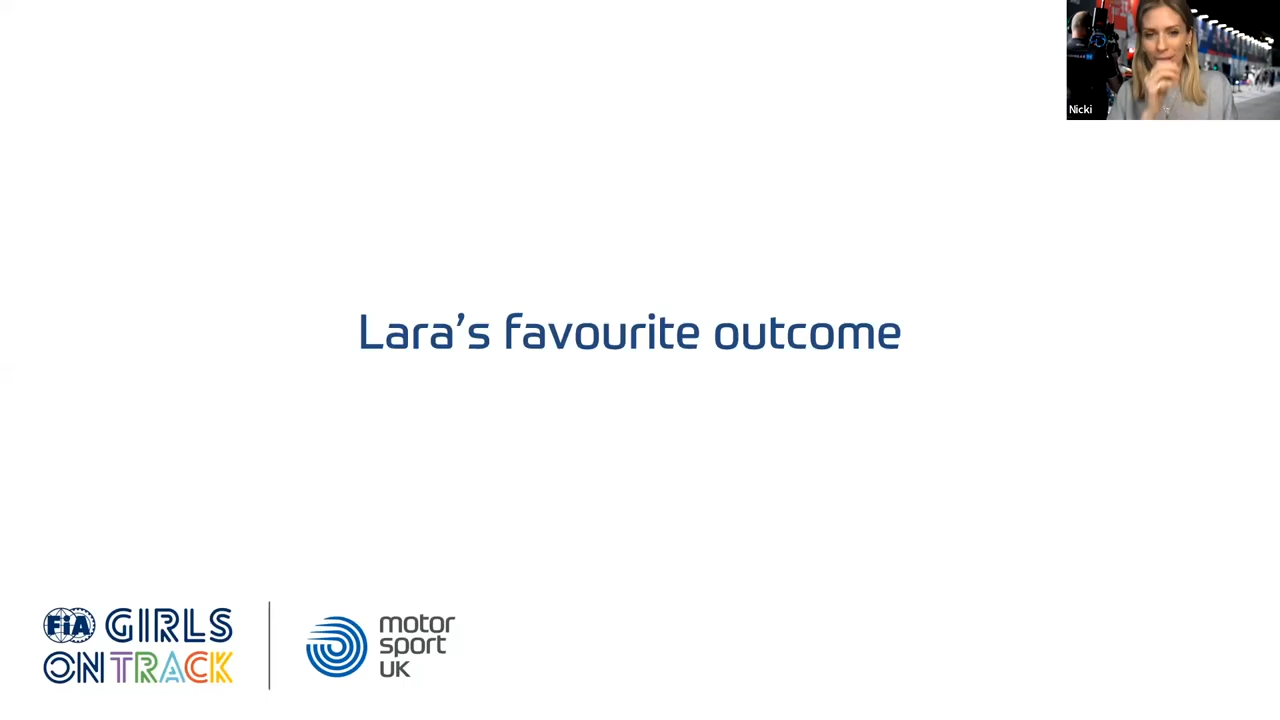 Nicki
Lara's favourite outcome
FiA GIRLS
ON TRACK
motor
sport
UK